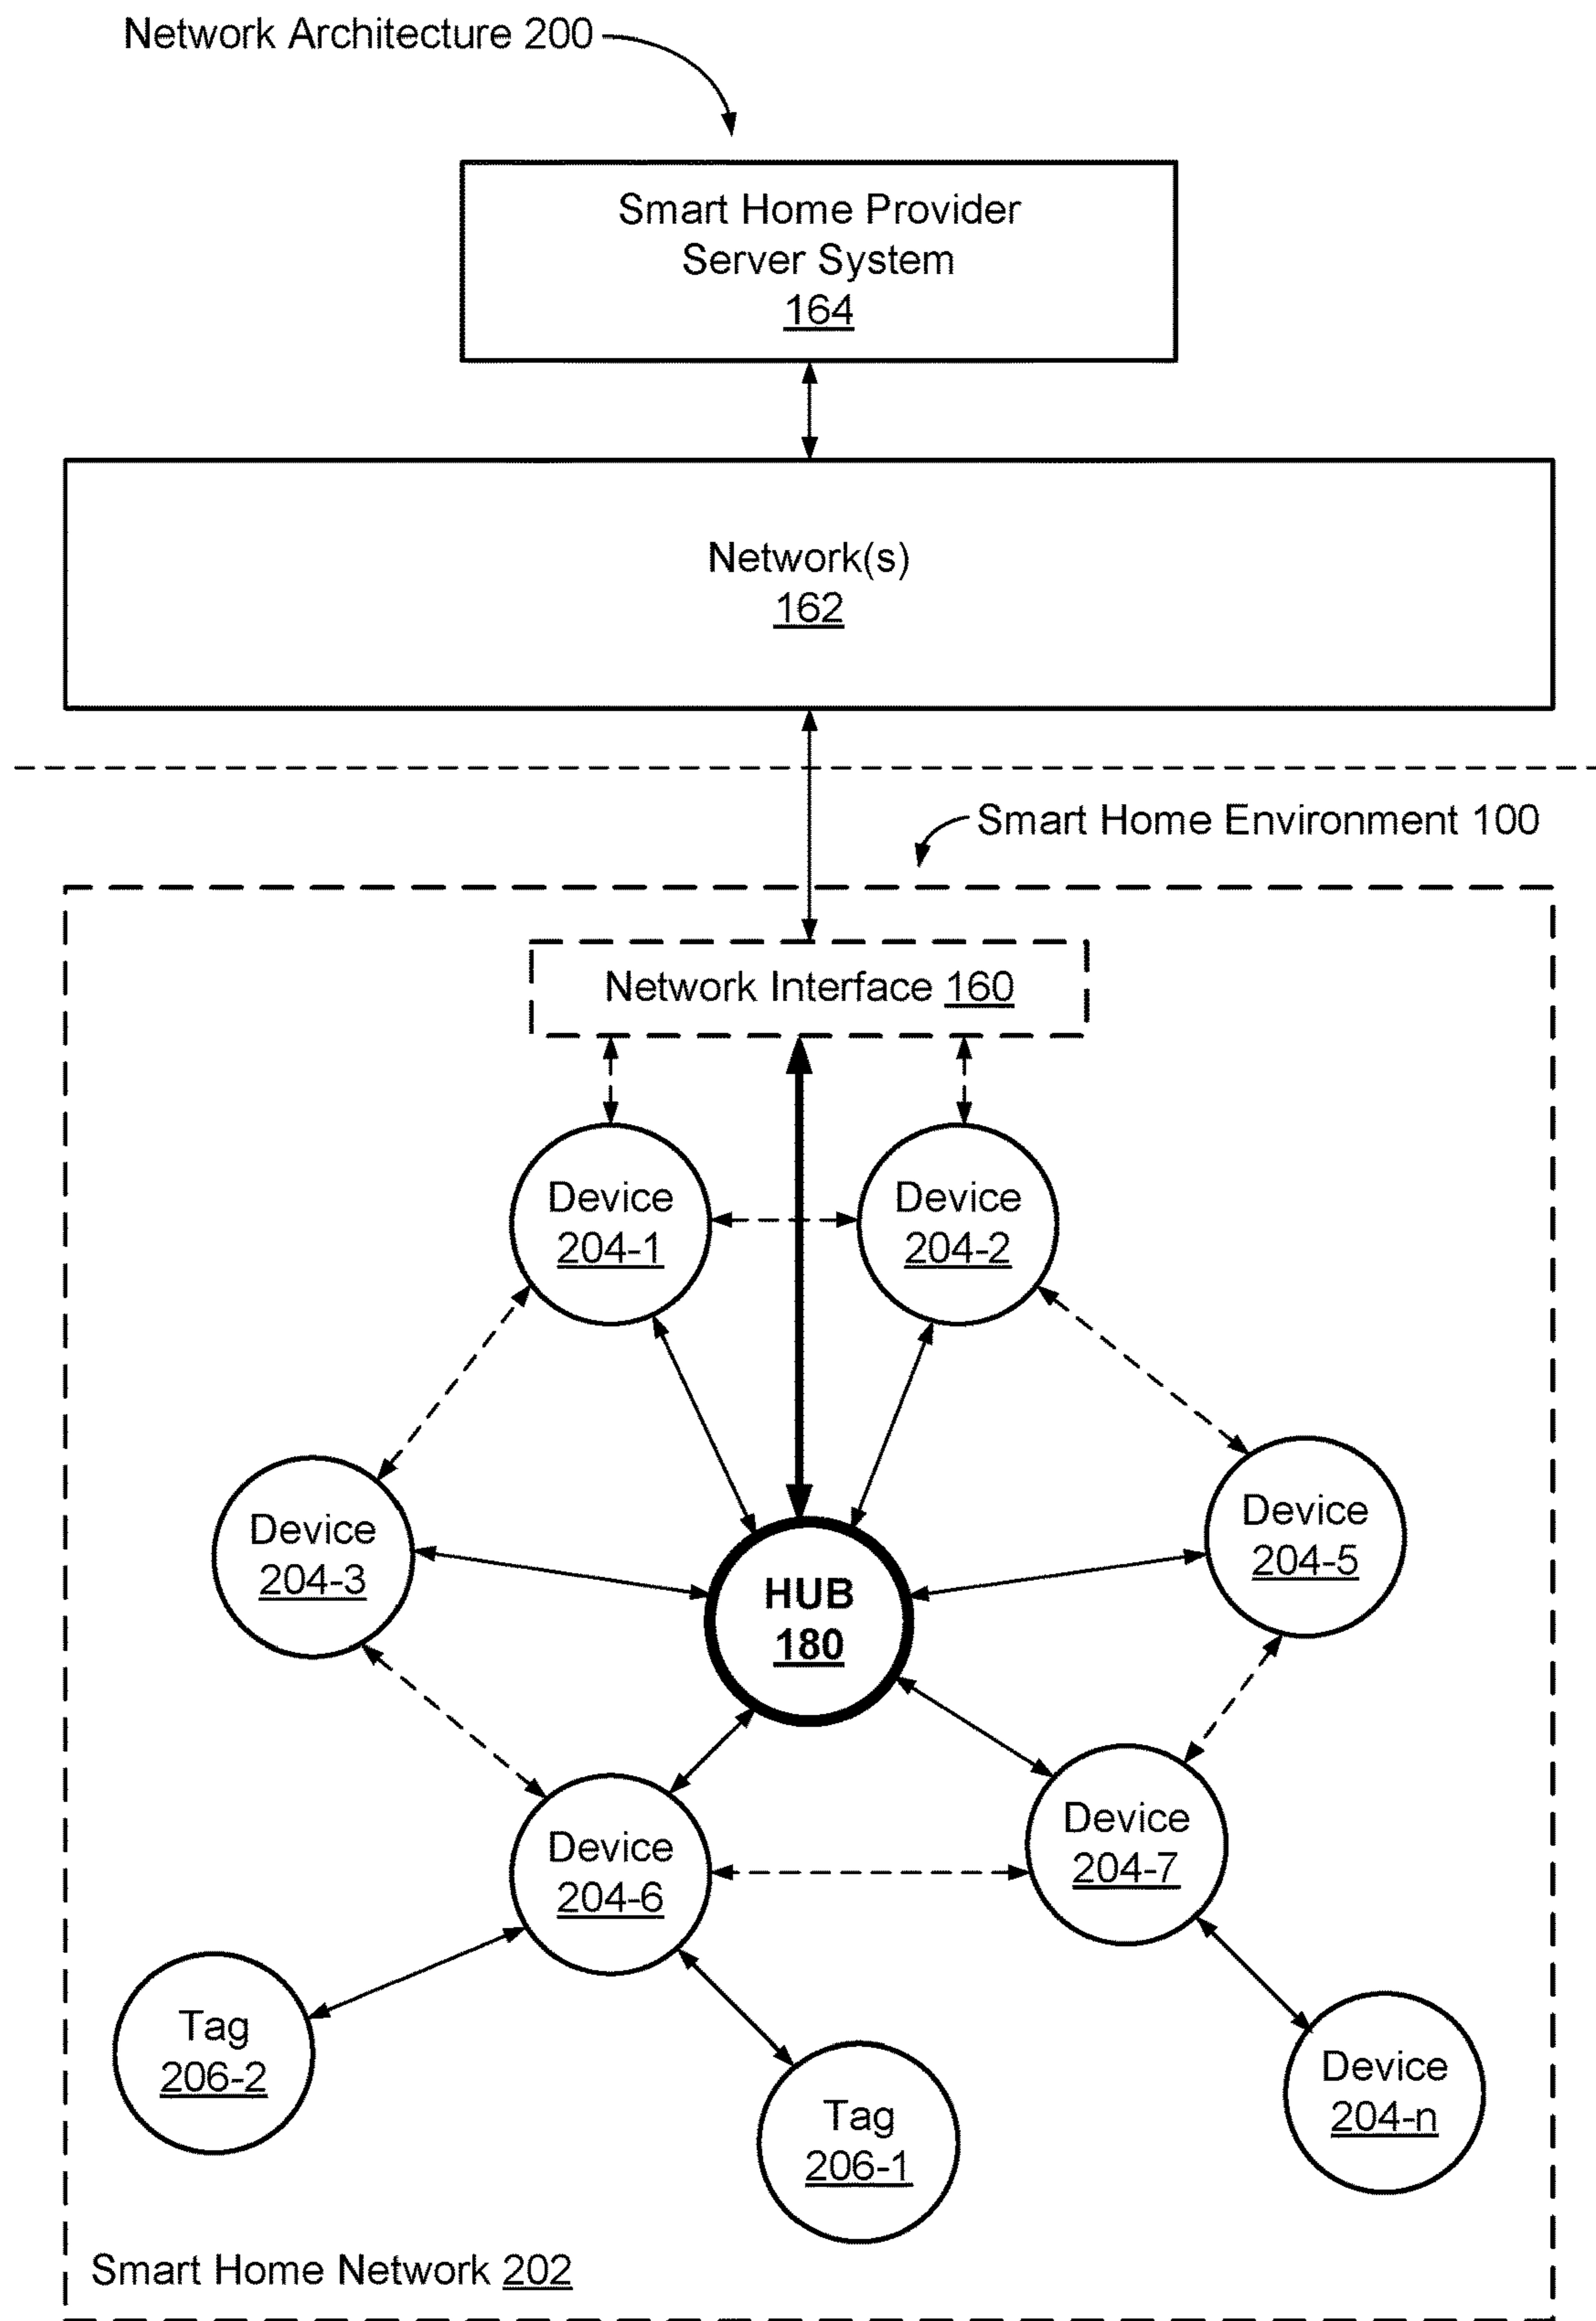 Network Architecture 200
Smart Home Provider
Server System
164
Network(s)
162
Smart Home Environment 100
Network Interface 160
Device
204-1
Device
204-2
Device
204-3
Device
204-5
HUB
180
Device
204-6
Device
204-7
Tag
206-2
Tag
206-1
Device
204-n
Smart Home Network 202